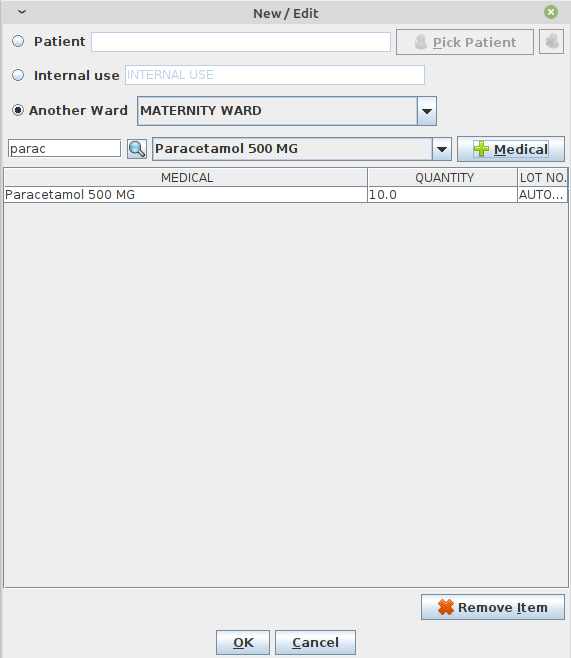 New / Edit
Patient Pick Patient
Internal use INTERNAL USE
Another Ward MATERNITY WARD
parac Paracetamol 500 MG Medical
MEDICAL QUANTITY LOT NO.
Paracetamol 500 MG 10.0 AUTO...
Remove Item
OK Cancel